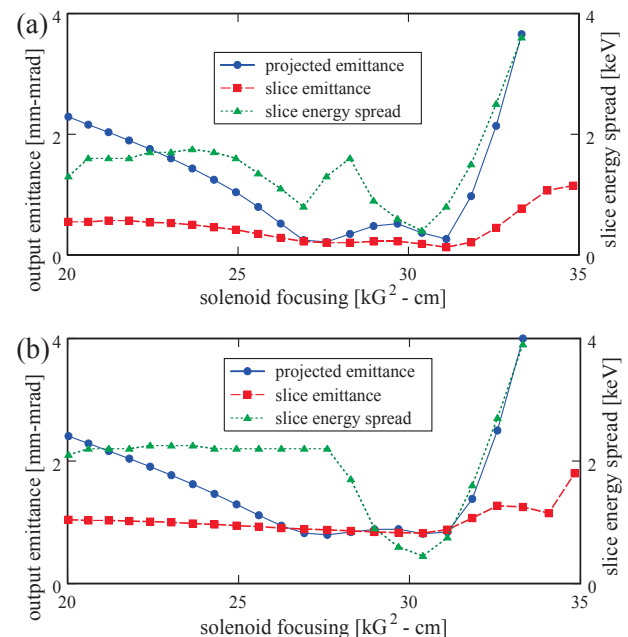 (a)
4
4
projected emittance
slice emittance
slice energy spread
output emittance [mm-mrad]
slice energy spread [keV]
2
2
0
0
20
25
30
35
solenoid focusing [kG2 - cm]
(b)
4
4
projected emittance
slice emittance
slice energy spread
output emittance [mm-mrad]
slice energy spread [keV]
2
2
0
0
20
25
30
35
solenoid focusing [kG2 - cm]